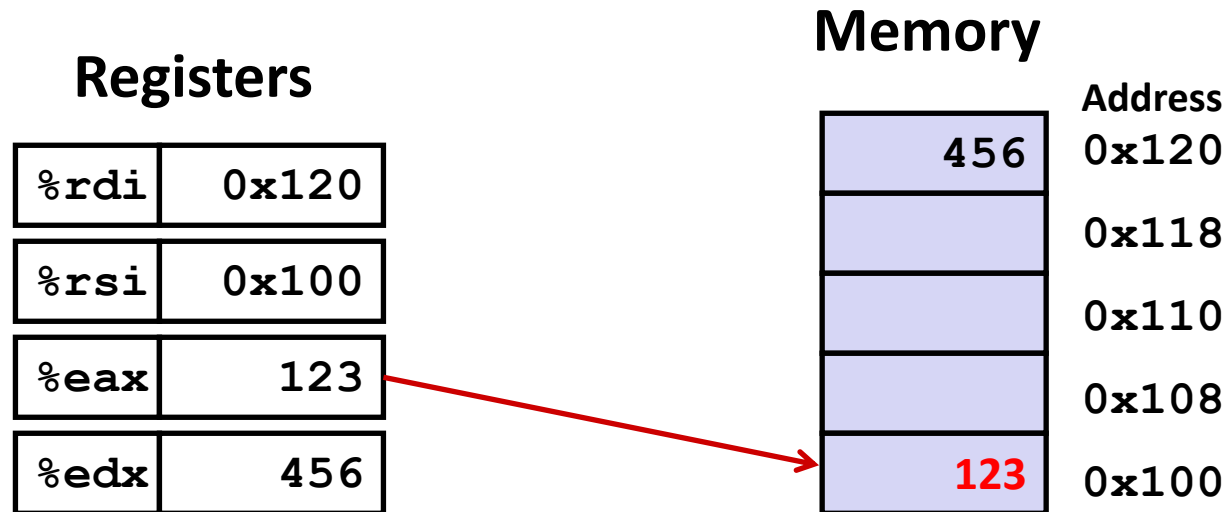 Registers
%rdi 0x120
%rsi 0x100
%eax 123
%edx 456
Memory
Address
456 0x120
0x118
0x110
0x108
123 0x100